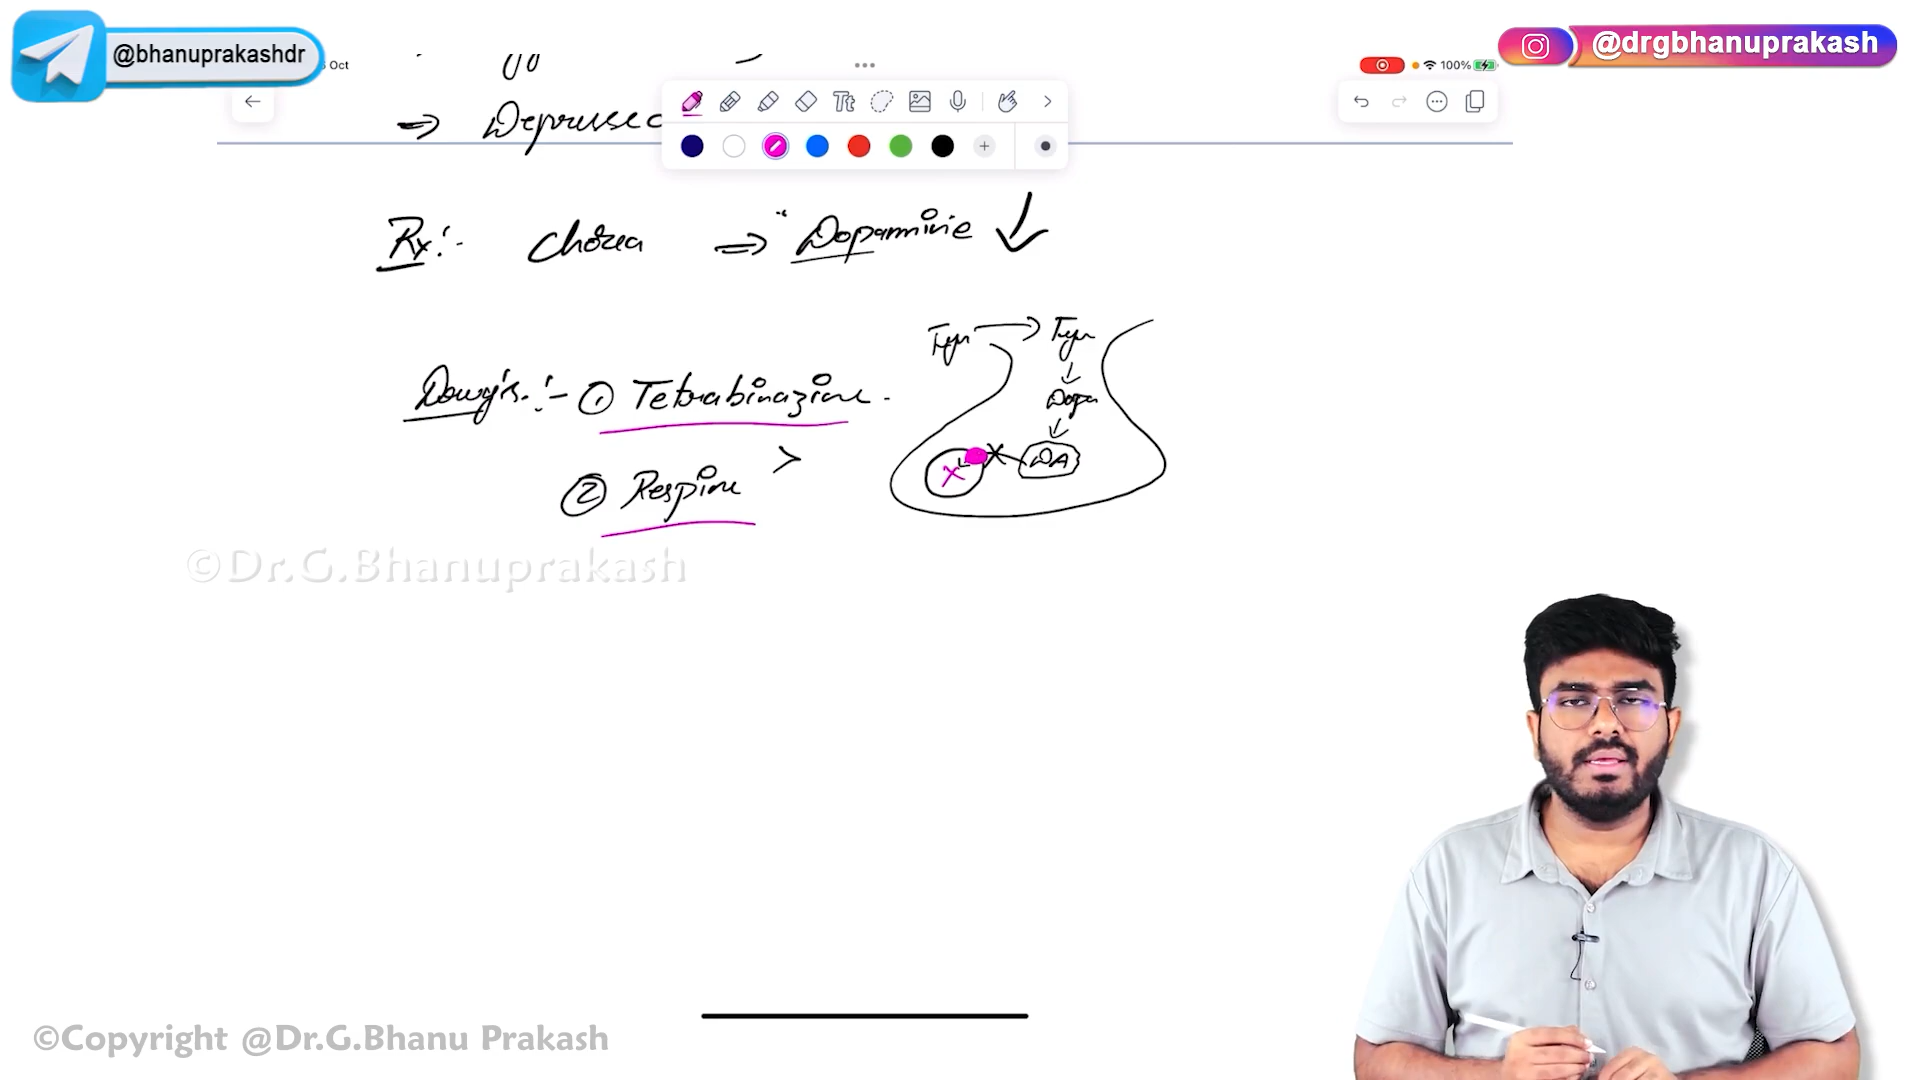 @bhanuprakashdr
Oct
@drgbhanuprakash
100%
Tt
Rx:- Chorea ⇒ Dopamine ↓
Tyr → Tyr
↓
Dopa
↓
DA
Drugs:- ① Tetrabinazine
② Respine
©Dr.G.Bhanuprakash
©Copyright @Dr.G.Bhanu Prakash